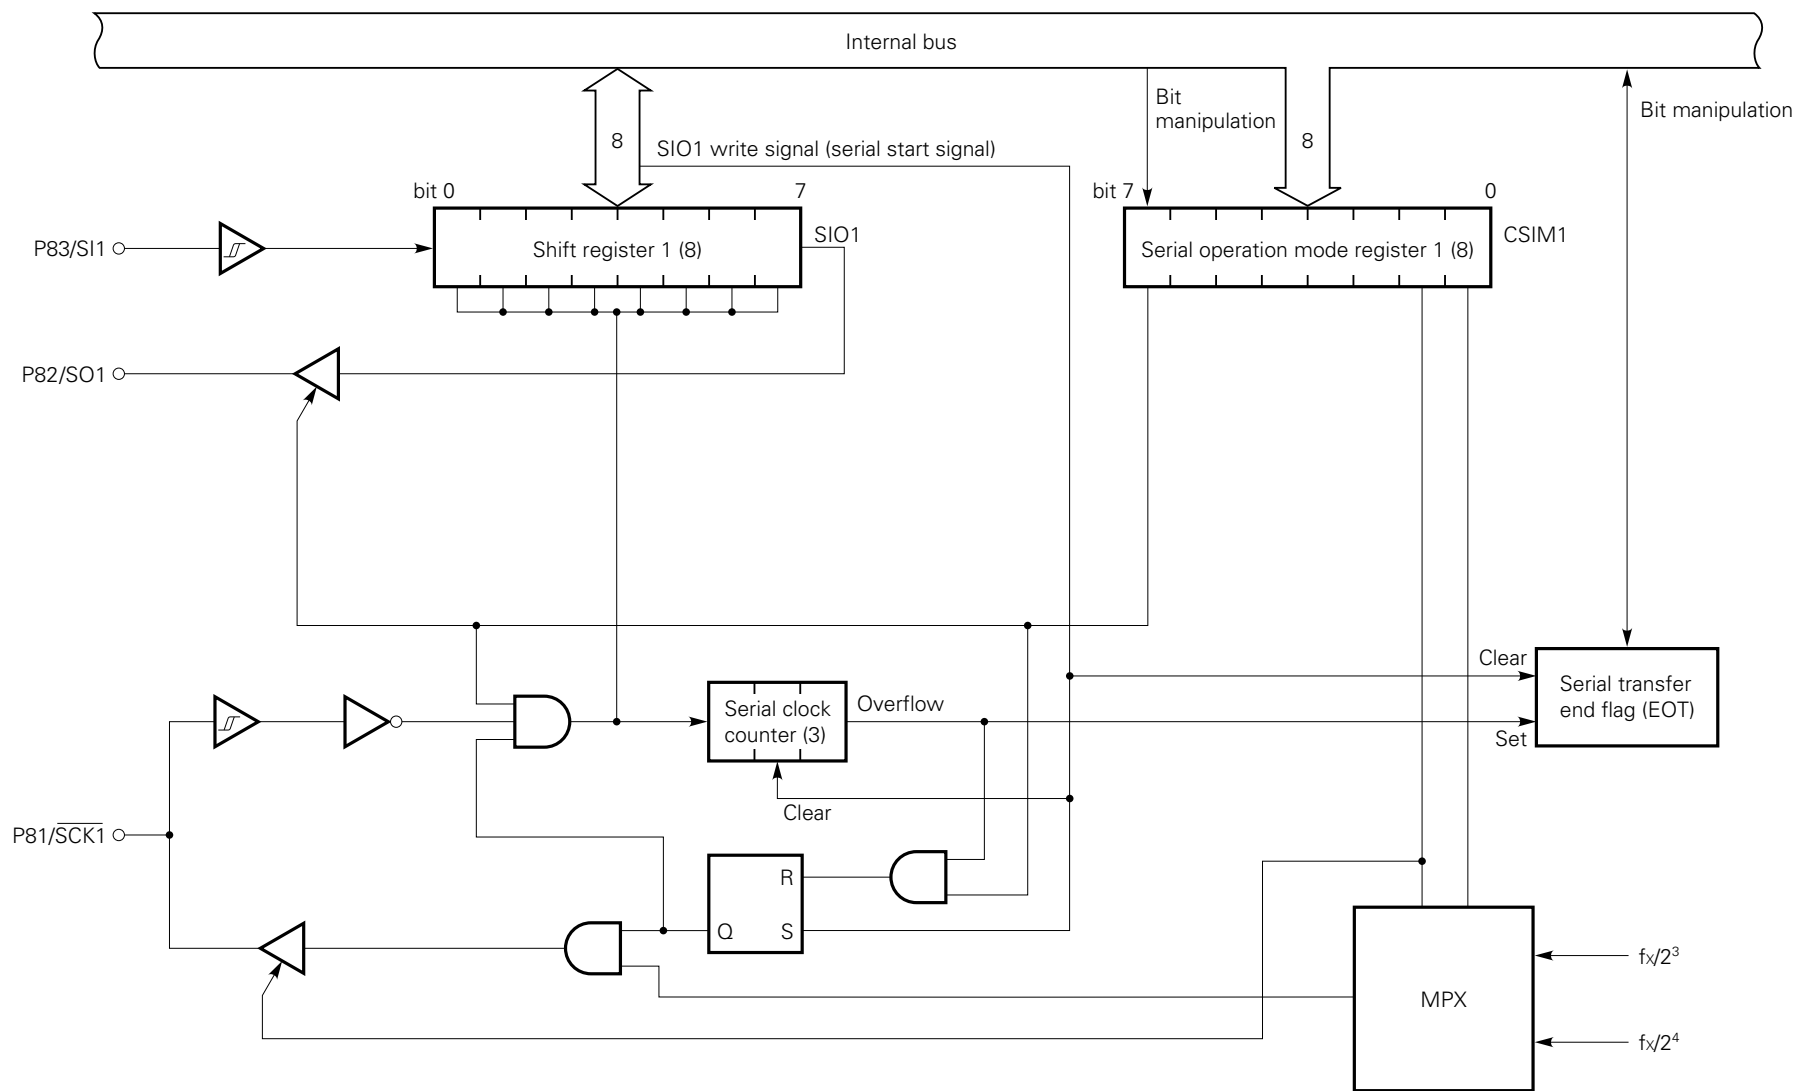 Internal bus
Bit
manipulation
Bit manipulation
8
8
SIO1 write signal (serial start signal)
bit 0
7
bit 7
0
P83/SI1
Shift register 1 (8)
SIO1
Serial operation mode register 1 (8)
CSIM1
P82/SO1
Clear
Serial transfer
end flag (EOT)
Set
Serial clock
counter (3)
Overflow
Clear
P81/S̅C̅K̅1̅
R
Q
S
MPX
fx/2³
fx/2⁴